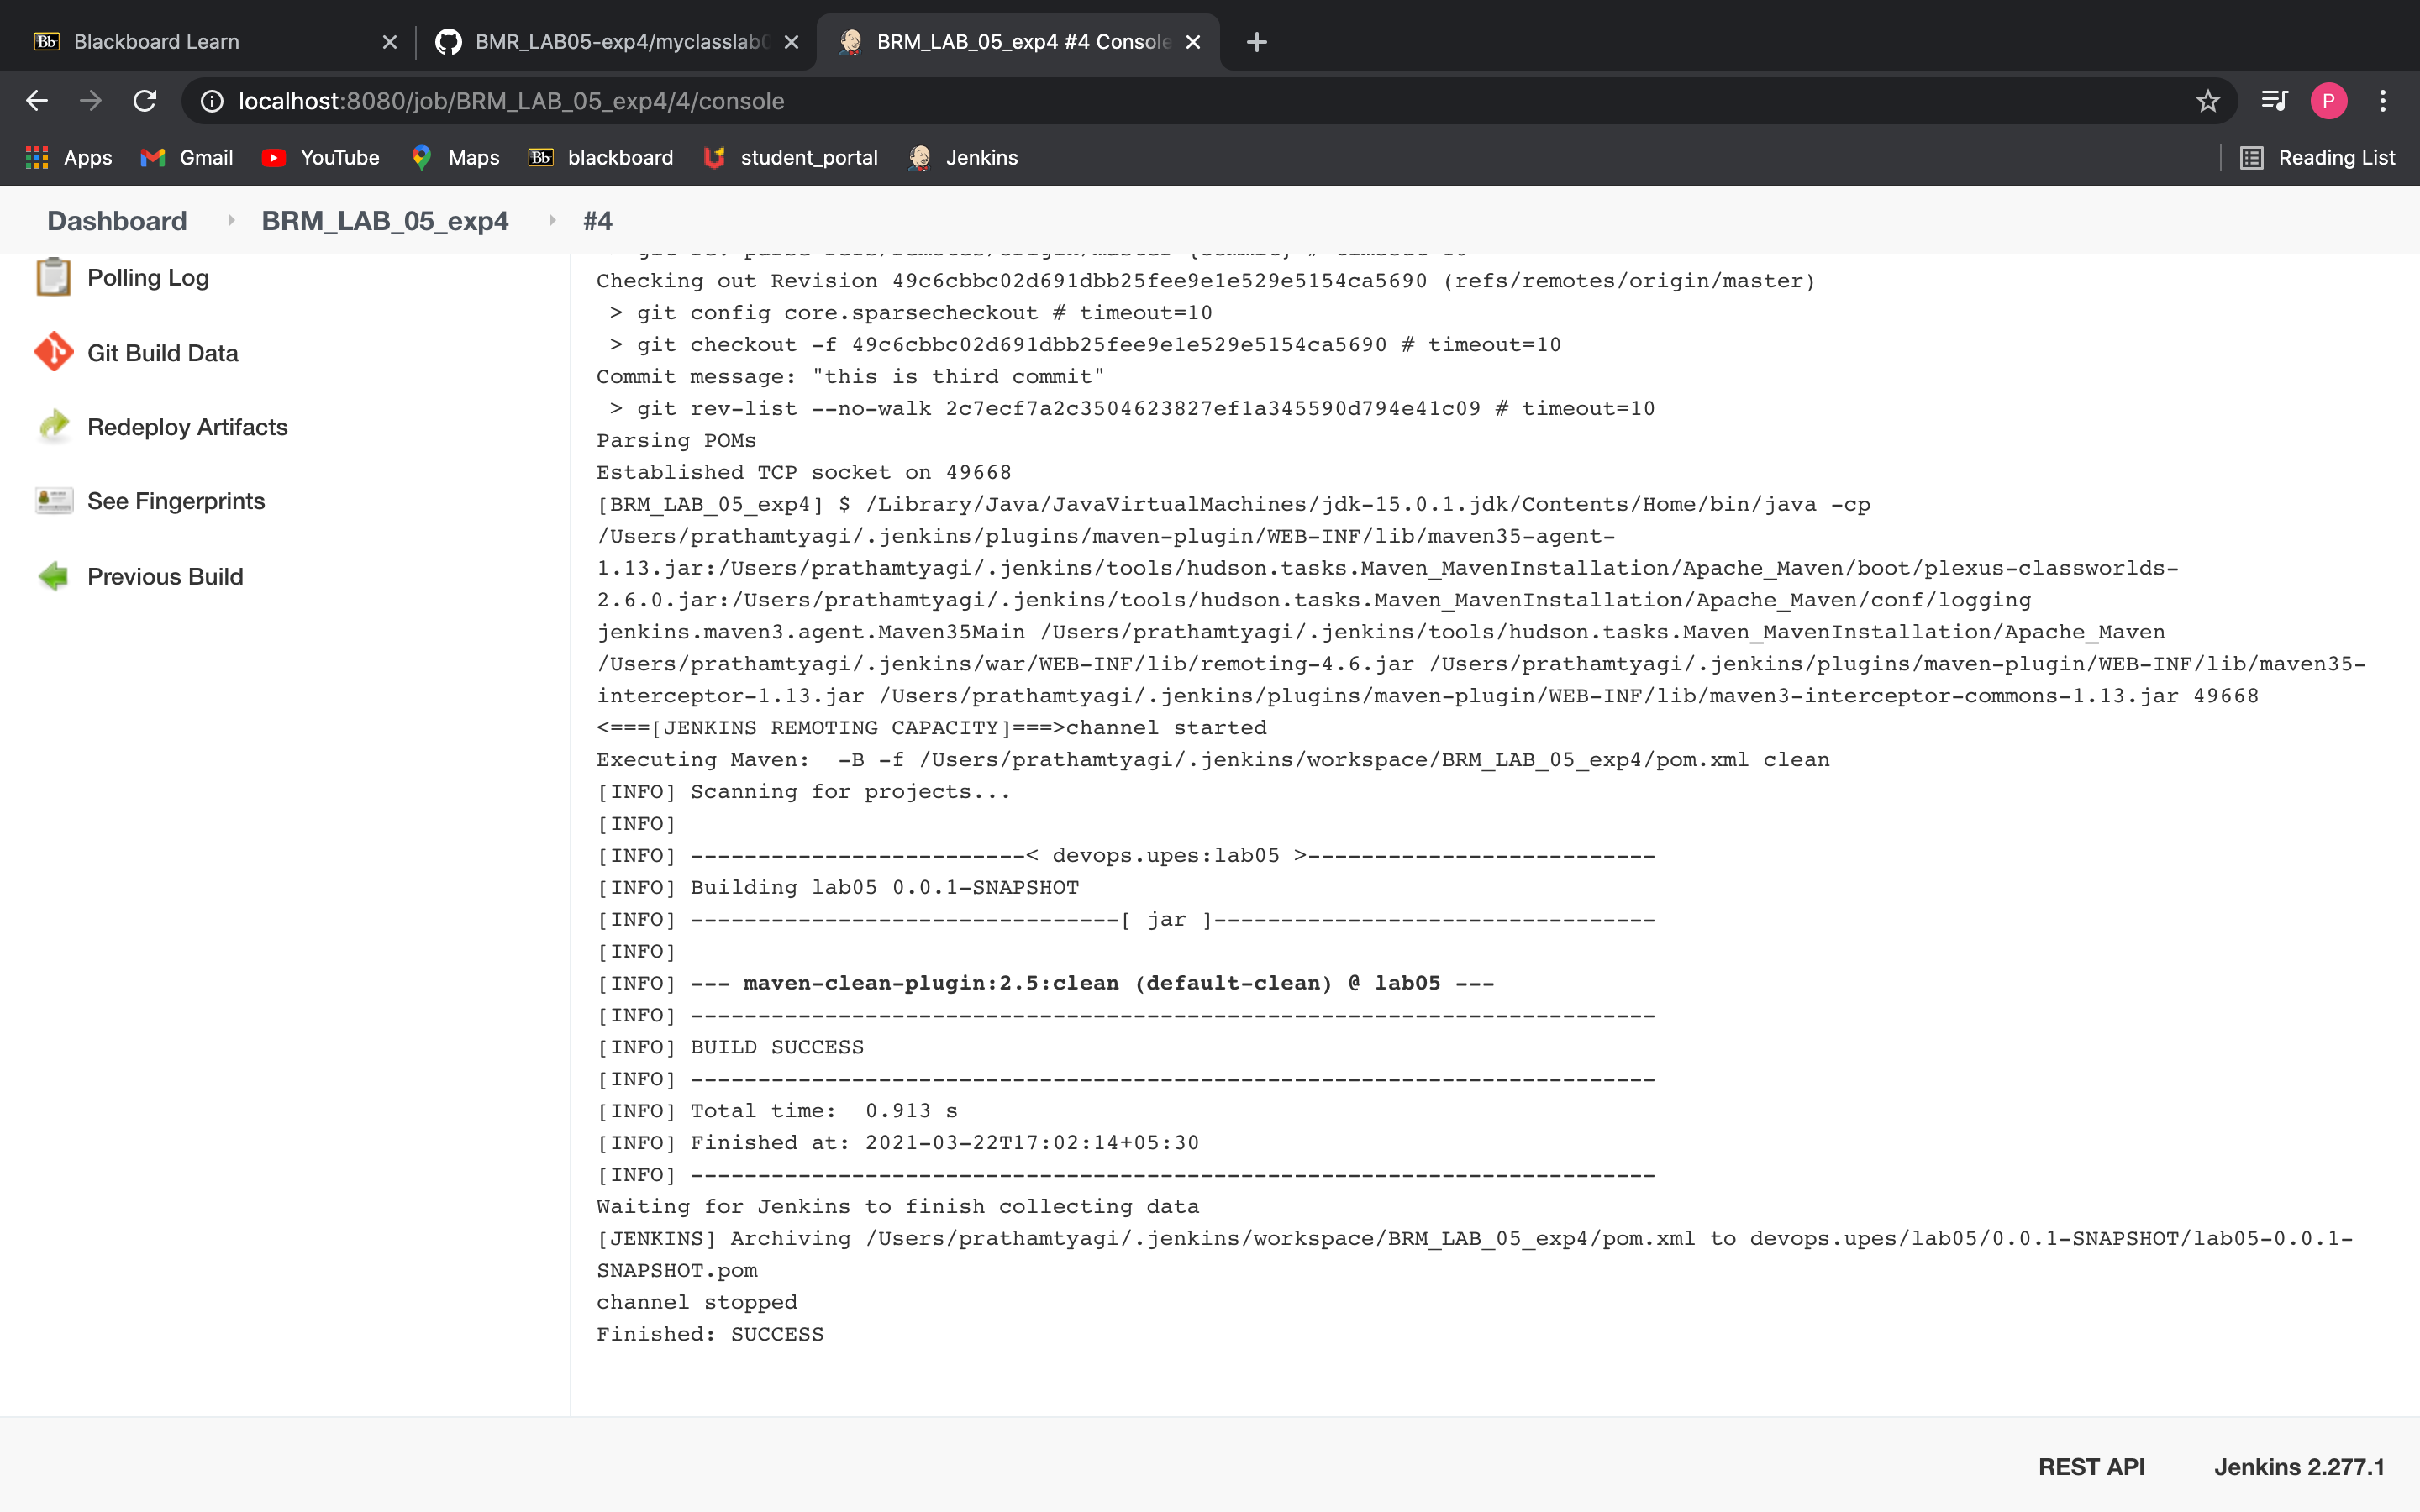 Blackboard Learn
BMR_LAB05-exp4/myclasslab
BRM_LAB_05_exp4 #4 Console
localhost:8080/job/BRM_LAB_05_exp4/4/console
P
Apps
Gmail
YouTube
Maps
Bb
blackboard
student_portal
Jenkins
Reading List
Dashboard
BRM_LAB_05_exp4
#4
Polling Log
Git Build Data
Redeploy Artifacts
See Fingerprints
Previous Build
Checking out Revision 49c6cbbc02d691dbb25fee9e1e529e5154ca5690 (refs/remotes/origin/master)
> git config core.sparsecheckout # timeout=10
> git checkout -f 49c6cbbc02d691dbb25fee9e1e529e5154ca5690 # timeout=10
Commit message: "this is third commit"
> git rev-list --no-walk 2c7ecf7a2c3504623827ef1a345590d794e41c09 # timeout=10
Parsing POMs
Established TCP socket on 49668
[BRM_LAB_05_exp4] $ /Library/Java/JavaVirtualMachines/jdk-15.0.1.jdk/Contents/Home/bin/java -cp
/Users/prathamtyagi/.jenkins/plugins/maven-plugin/WEB-INF/lib/maven35-agent-
1.13.jar:/Users/prathamtyagi/.jenkins/tools/hudson.tasks.Maven_MavenInstallation/Apache_Maven/boot/plexus-classworlds-
2.6.0.jar:/Users/prathamtyagi/.jenkins/tools/hudson.tasks.Maven_MavenInstallation/Apache_Maven/conf/logging
jenkins.maven3.agent.Maven35Main /Users/prathamtyagi/.jenkins/tools/hudson.tasks.Maven_MavenInstallation/Apache_Maven
/Users/prathamtyagi/.jenkins/war/WEB-INF/lib/remoting-4.6.jar /Users/prathamtyagi/.jenkins/plugins/maven-plugin/WEB-INF/lib/maven35-
interceptor-1.13.jar /Users/prathamtyagi/.jenkins/plugins/maven-plugin/WEB-INF/lib/maven3-interceptor-commons-1.13.jar 49668
<===[JENKINS REMOTING CAPACITY]===>channel started
Executing Maven:  -B -f /Users/prathamtyagi/.jenkins/workspace/BRM_LAB_05_exp4/pom.xml clean
[INFO] Scanning for projects...
[INFO]
[INFO] -------------------------< devops.upes:lab05 >--------------------------
[INFO] Building lab05 0.0.1-SNAPSHOT
[INFO] --------------------------------[ jar ]---------------------------------
[INFO]
[INFO] --- maven-clean-plugin:2.5:clean (default-clean) @ lab05 ---
[INFO] ------------------------------------------------------------------------
[INFO] BUILD SUCCESS
[INFO] ------------------------------------------------------------------------
[INFO] Total time:  0.913 s
[INFO] Finished at: 2021-03-22T17:02:14+05:30
[INFO] ------------------------------------------------------------------------
Waiting for Jenkins to finish collecting data
[JENKINS] Archiving /Users/prathamtyagi/.jenkins/workspace/BRM_LAB_05_exp4/pom.xml to devops.upes/lab05/0.0.1-SNAPSHOT/lab05-0.0.1-
SNAPSHOT.pom
channel stopped
Finished: SUCCESS
REST API
Jenkins 2.277.1